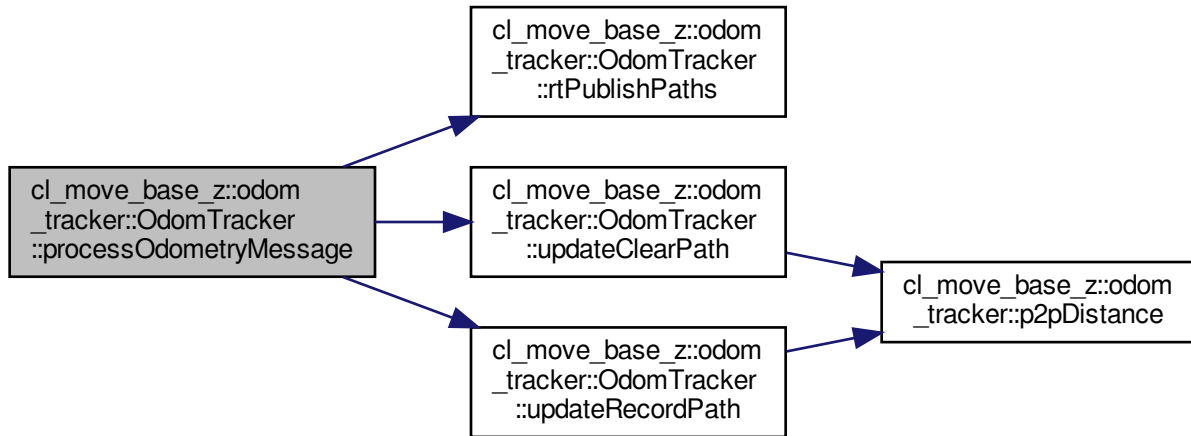 cl_move_base_z::odom
_tracker::OdomTracker
::rtPublishPaths
cl_move_base_z::odom
_tracker::OdomTracker
::processOdometryMessage
cl_move_base_z::odom
_tracker::OdomTracker
::updateClearPath
cl_move_base_z::odom
_tracker::p2pDistance
cl_move_base_z::odom
_tracker::OdomTracker
::updateRecordPath